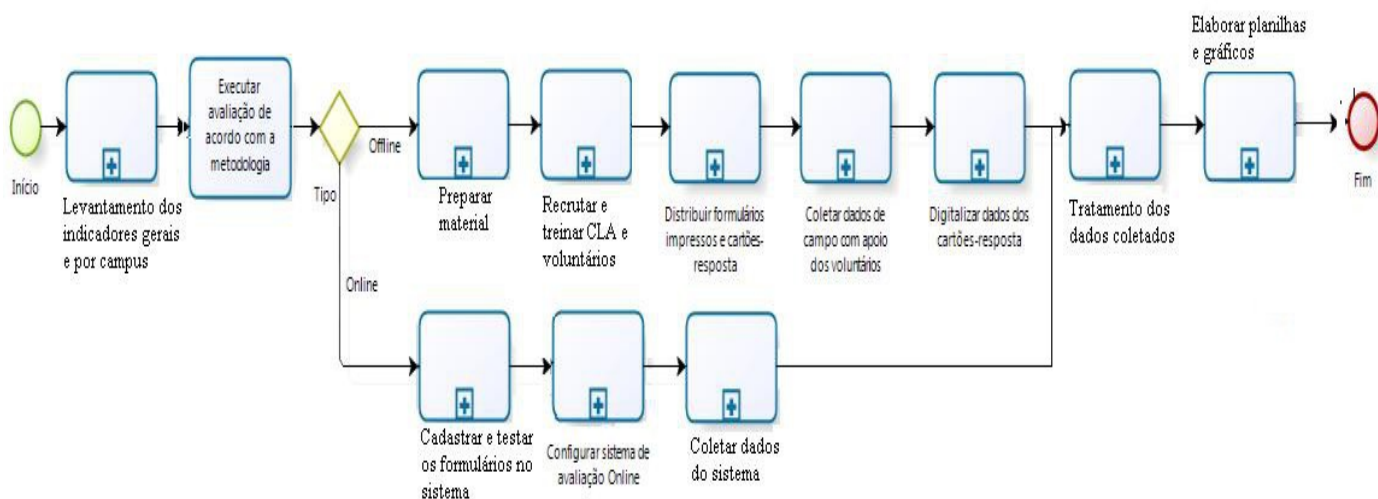 Início
Levantamento dos
indicadores gerais
e por campus
Executar
avaliação de
acordo com a
metodologia
Tipo
Offline
Preparar
material
Recrutar e
treinar CLA e
voluntários
Distribuir formulários
impressos e cartões-
resposta
Coletar dados de
campo com apoio
dos voluntários
Digitalizar dados dos
cartões-resposta
Tratamento dos
dados coletados
Elaborar planilhas
e gráficos
Fim
Online
Cadastrar e testar
os formulários no
sistema
Configurar sistema de
avaliação Online
Coletar dados
do sistema